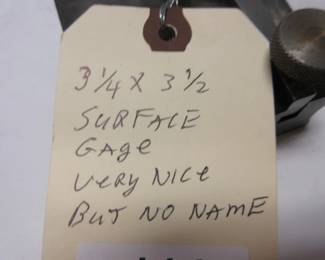 3 1/4 X 3 1/2
SURFACE
Gage
very Nice
But NO NAME